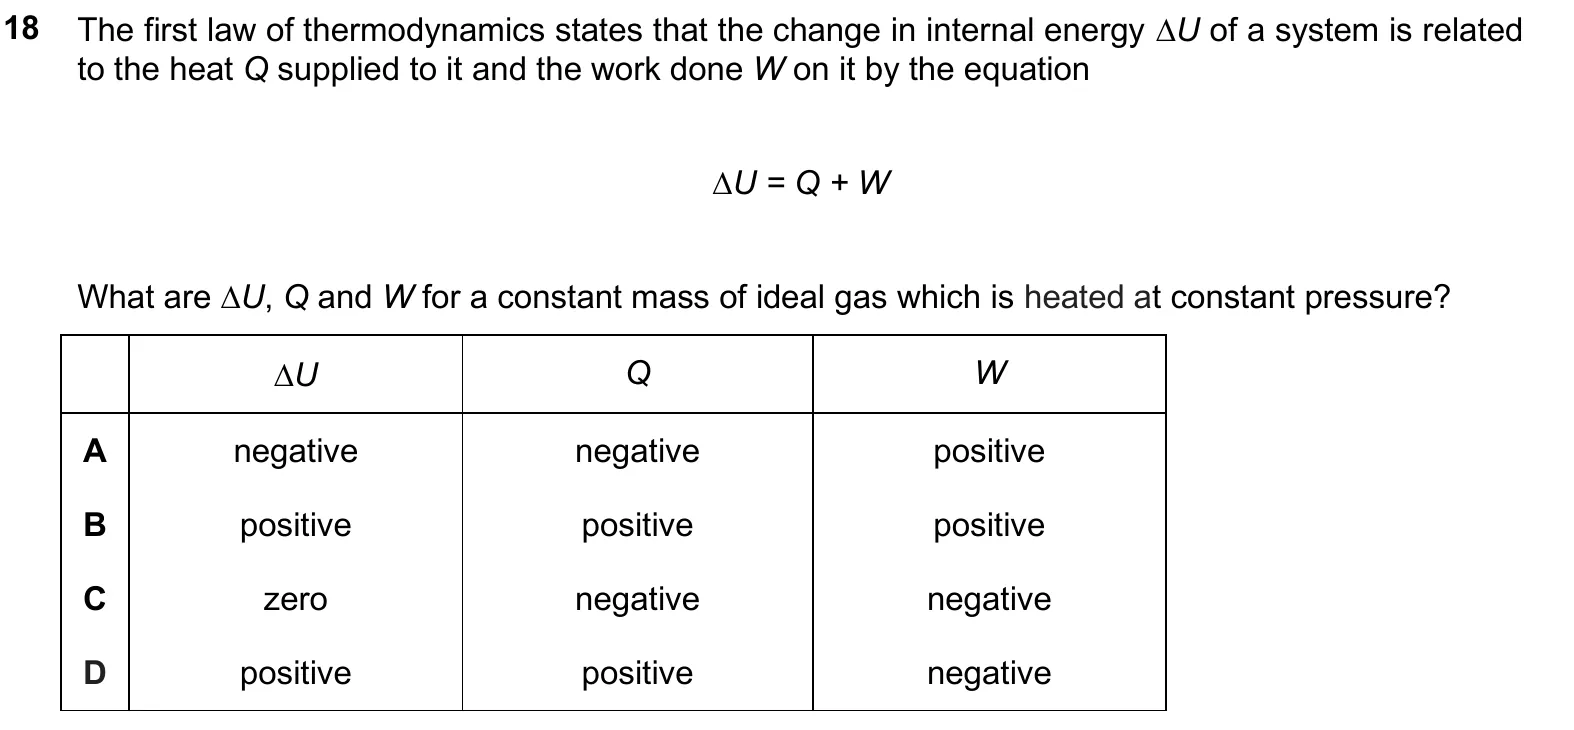 18 The first law of thermodynamics states that the change in internal energy ΔU of a system is related
to the heat Q supplied to it and the work done W on it by the equation
ΔU = Q + W
What are ΔU, Q and W for a constant mass of ideal gas which is heated at constant pressure?
ΔU Q W
A negative negative positive
B positive positive positive
C zero negative negative
D positive positive negative